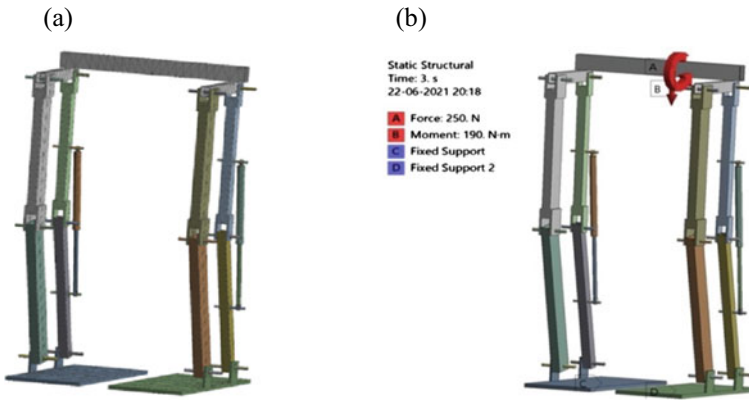 (a)
(b)
Static Structural
Time: 3. s
22-06-2021 20:18
A Force: 250. N
B Moment: 190. N·m
C Fixed Support
D Fixed Support 2
A
B
C
D